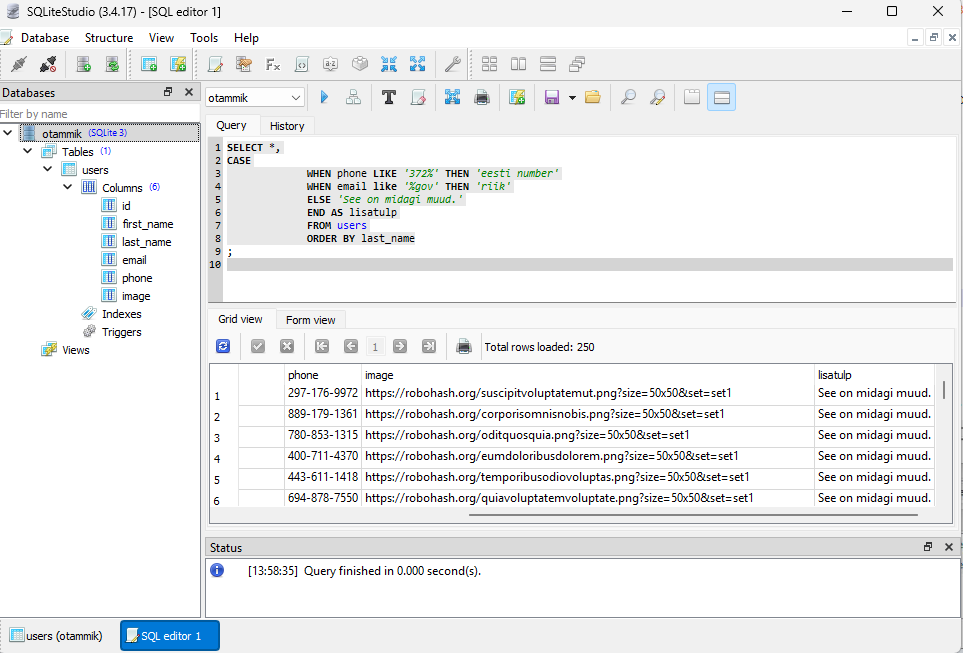 SQLiteStudio (3.4.17) - [SQL editor 1]
Database Structure View Tools Help
Databases
Filter by name
otammik (SQLite 3)
Tables (1)
users
Columns (6)
id
first_name
last_name
email
phone
image
Indexes
Triggers
Views
otammik
Query History
1 SELECT *,
2 CASE
3 WHEN phone LIKE '372%' THEN 'eesti number'
4 WHEN email like '%gov' THEN 'riik'
5 ELSE 'See on midagi muud.'
6 END AS lisatulp
7 FROM users
8 ORDER BY last_name
9 ;
10
Grid view Form view
1 Total rows loaded: 250
phone image lisatulp
1 297-176-9972 https://robohash.org/suscipitvoluptatemut.png?size=50x50&set=set1 See on midagi muud.
2 889-179-1361 https://robohash.org/corporisomnisnobis.png?size=50x50&set=set1 See on midagi muud.
3 780-853-1315 https://robohash.org/oditquosquia.png?size=50x50&set=set1 See on midagi muud.
4 400-711-4370 https://robohash.org/eumdoloribusdolorem.png?size=50x50&set=set1 See on midagi muud.
5 443-611-1418 https://robohash.org/temporibusodiovoluptas.png?size=50x50&set=set1 See on midagi muud.
6 694-878-7550 https://robohash.org/quiavoluptatemvoluptate.png?size=50x50&set=set1 See on midagi muud.
Status
[13:58:35] Query finished in 0.000 second(s).
users (otammik) SQL editor 1